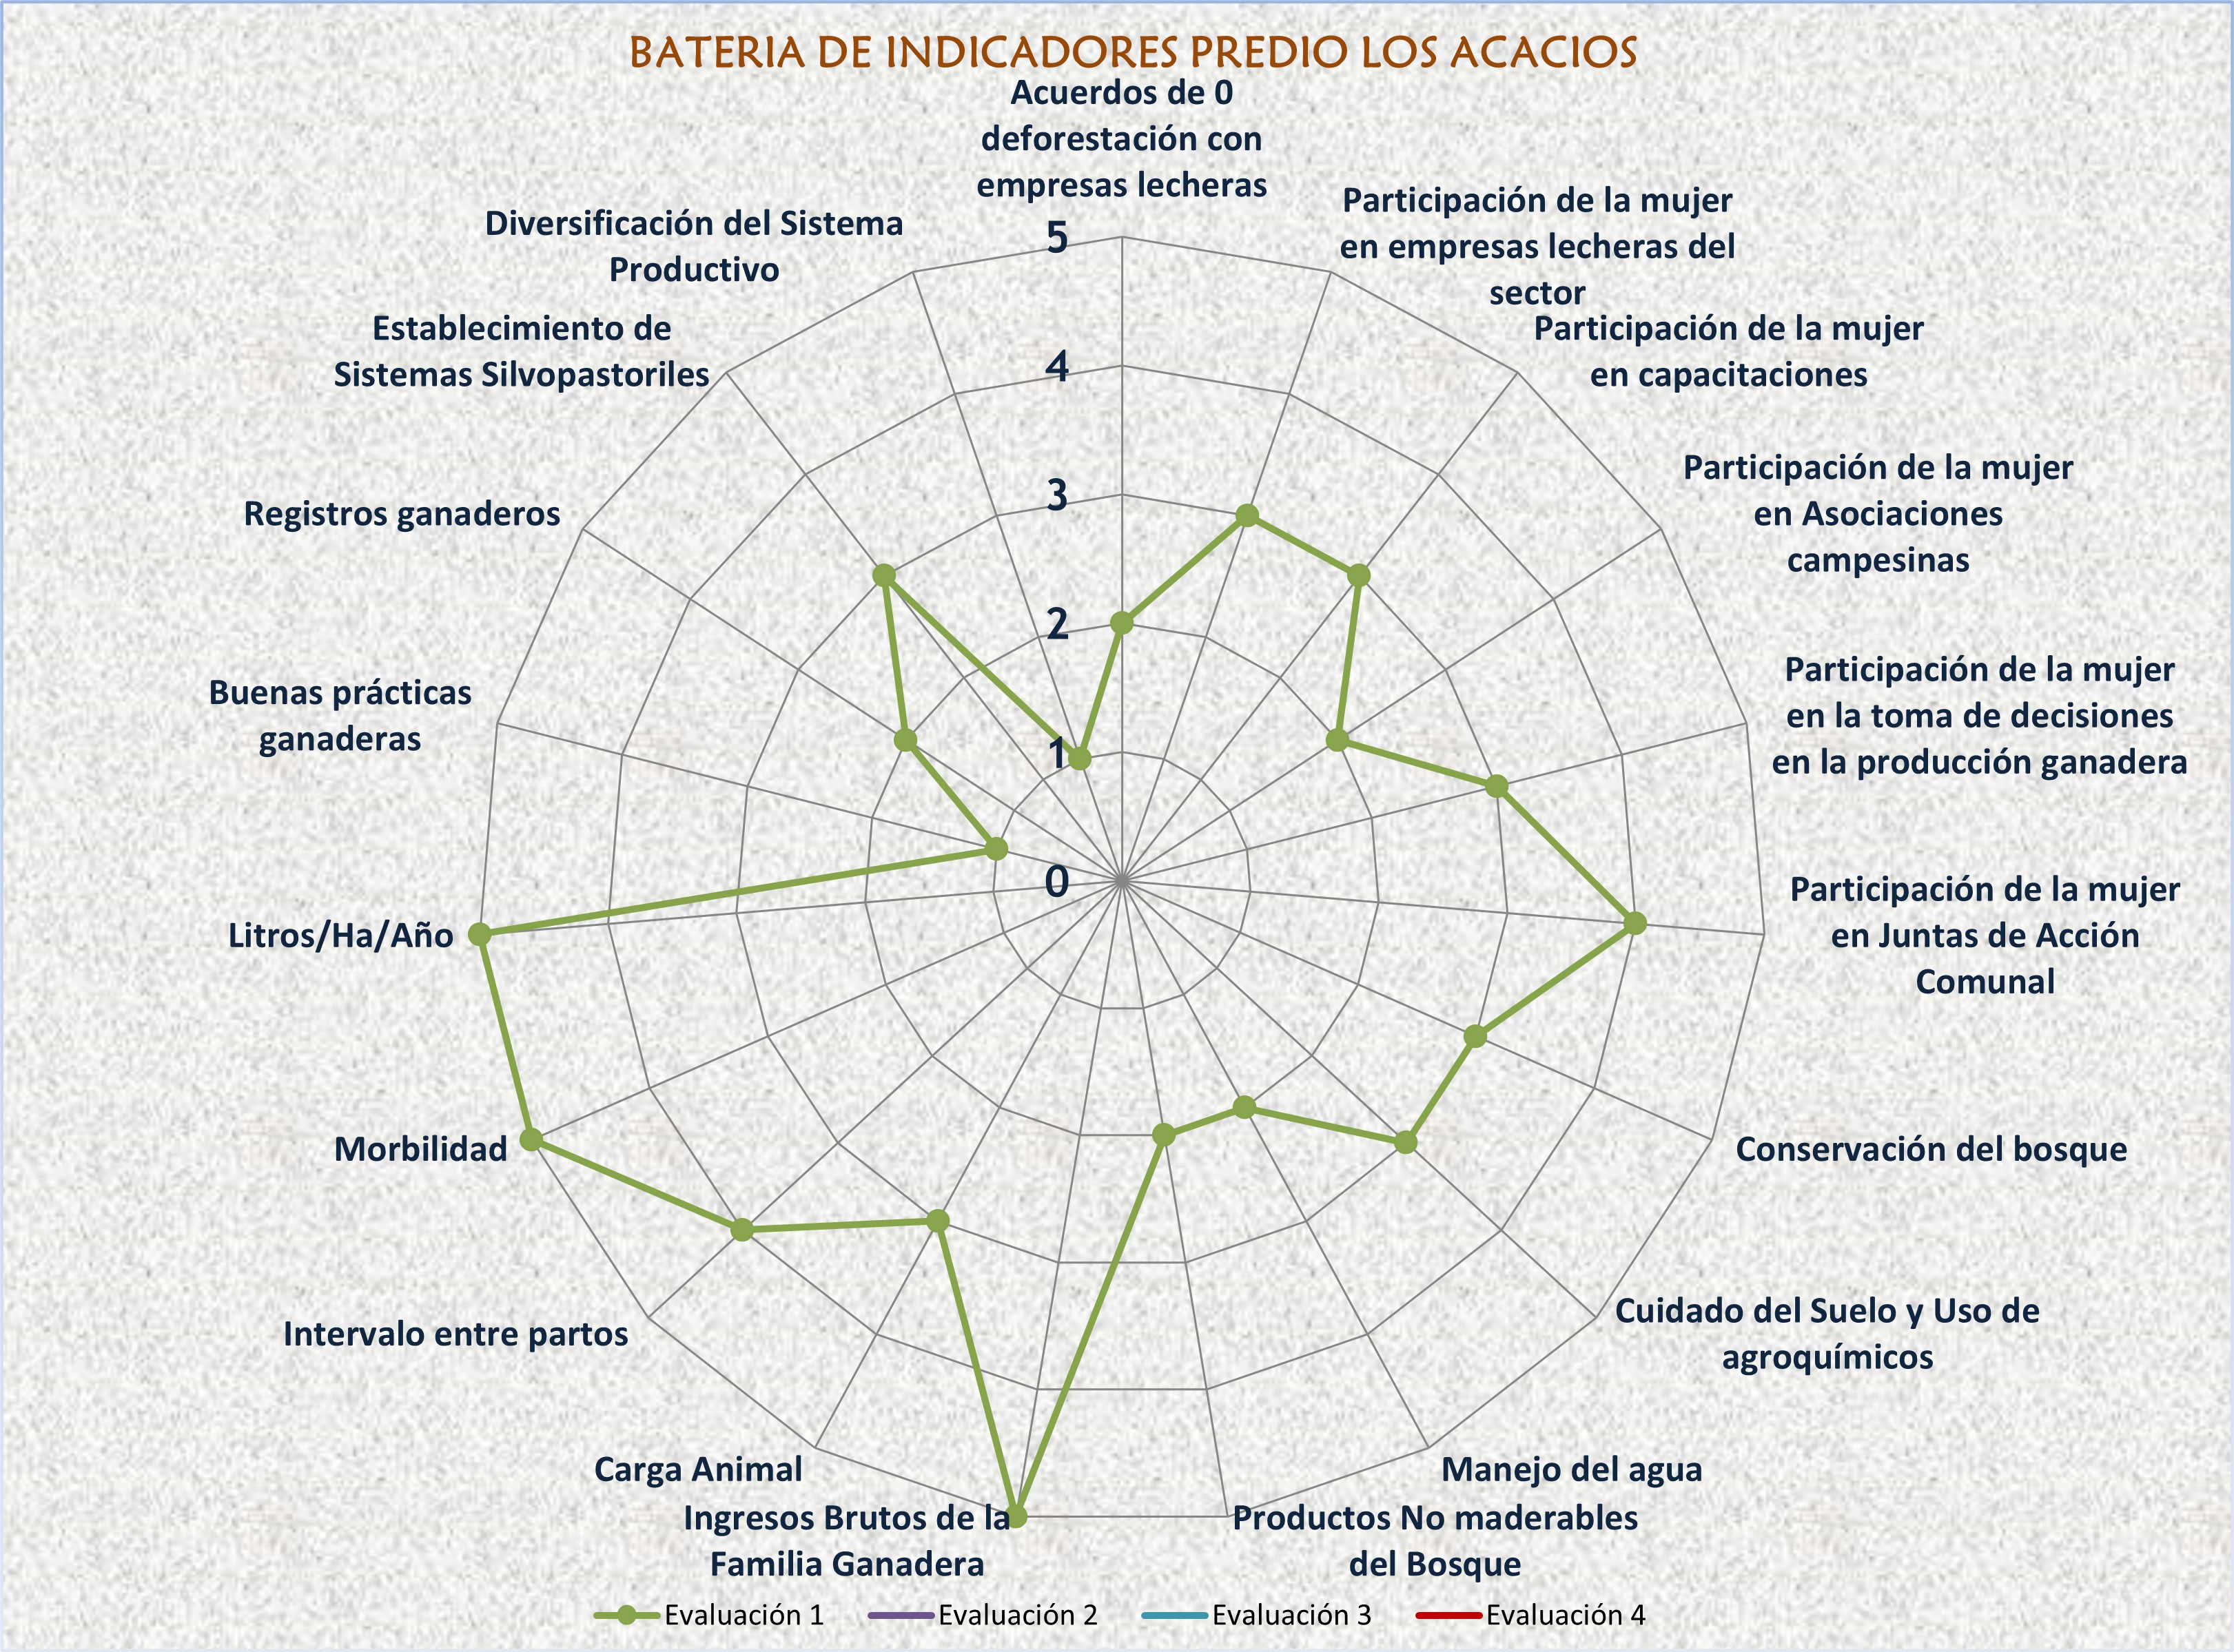 BATERIA DE INDICADORES PREDIO LOS ACACIOS
Acuerdos de 0
deforestación con
empresas lecheras
Participación de la mujer
en empresas lecheras del
sector
Participación de la mujer
en capacitaciones
Participación de la mujer
en Asociaciones
campesinas
Participación de la mujer
en la toma de decisiones
en la producción ganadera
Participación de la mujer
en Juntas de Acción
Comunal
Conservación del bosque
Cuidado del Suelo y Uso de
agroquímicos
Manejo del agua
Productos No maderables
del Bosque
Ingresos Brutos de la
Familia Ganadera
Carga Animal
Intervalo entre partos
Morbilidad
Litros/Ha/Año
Buenas prácticas
ganaderas
Registros ganaderos
Establecimiento de
Sistemas Silvopastoriles
Diversificación del Sistema
Productivo
5
4
3
2
1
0
Evaluación 1
Evaluación 2
Evaluación 3
Evaluación 4